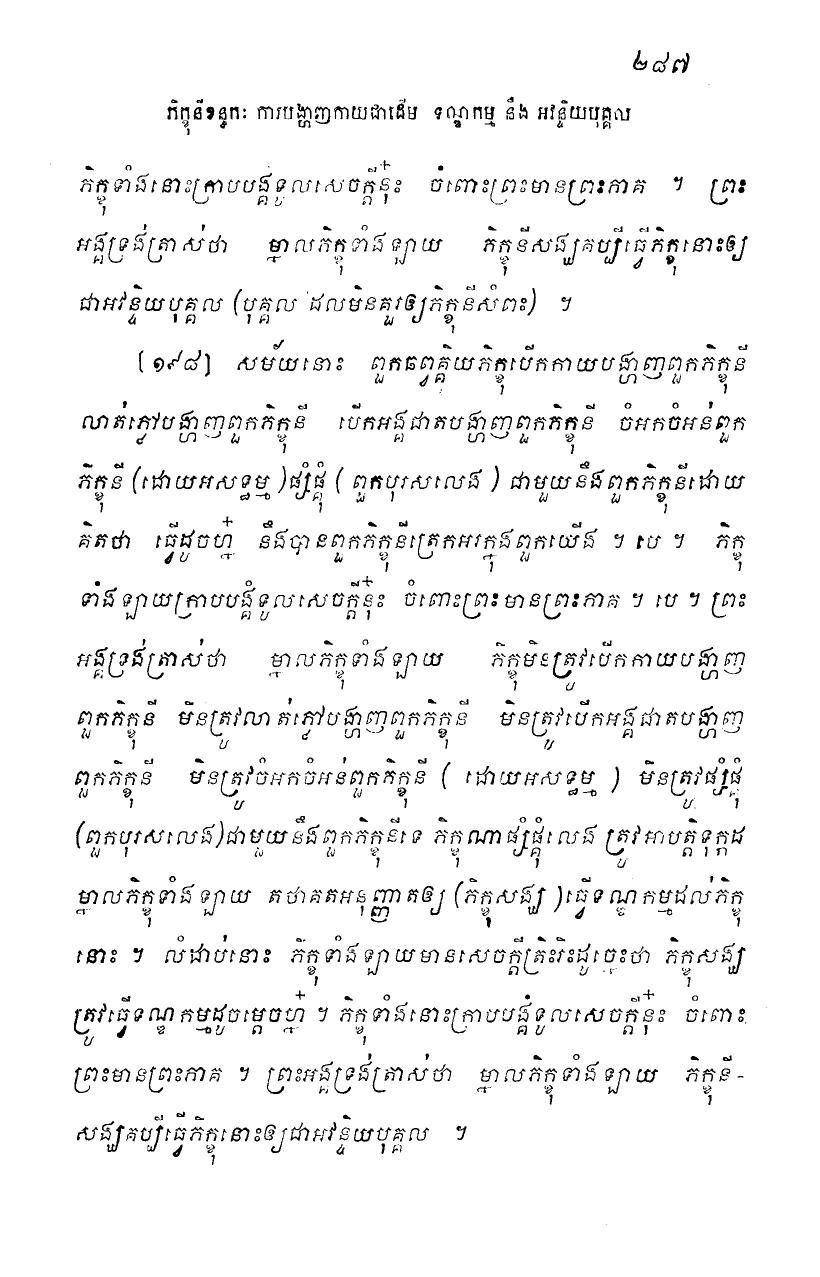 ២៨៧
ភិក្ខុនីខន្ធកៈ ការបង្ហាញកាយជាដើម ទណ្ឌកម្ម នឹង អវន្ទិយបុគ្គល
ភិក្ខុទាំងនោះក្រាបបង្គំទូលសេចក្តីនុ៎ះ ចំពោះព្រះមានព្រះភាគ ។ ព្រះ
អង្គទ្រង់ត្រាស់ថា ម្នាលភិក្ខុទាំងឡាយ ភិក្ខុនីសង្ឃគប្បីធ្វើភិក្ខុនោះឲ្យ
ជាអវន្ទិយបុគ្គល (បុគ្គល ដលមិនគួរឲ្យភិក្ខុនីសំពះ) ។
[១៩៨] សម័យនោះ ពួកឆព្វគ្គិយភិក្ខុបើកកាយបង្ហាញពួកភិក្ខុនី
លាត់ភ្លៅបង្ហាញពួកភិក្ខុនី បើកអង្គជាតបង្ហាញពួកភិក្ខុនី ចំអកចំអន់ពួក
ភិក្ខុនី (ដោយអសទ្ធម្ម )ផ្សំផ្គុំ ( ពួកបុរសលេង ) ជាមួយនឹងពួកភិក្ខុនីដោយ
គិតថា ធ្វើដូចហ្ន៎ នឹងបានពួកភិក្ខុនីត្រេកអរក្នុងពួកយើង ។ បេ ។ ភិក្ខុ
ទាំងឡាយក្រាបបង្គំទូលសេចក្តីនុ៎ះ ចំពោះព្រះមានព្រះភាគ ។ បេ ។ ព្រះ
អង្គទ្រង់ត្រាស់ថា ម្នាលភិក្ខុទាំងឡាយ ភិក្ខុមិនត្រូវបើកកាយបង្ហាញ
ពួកភិក្ខុនី មិនត្រូវលាត់ភ្លៅបង្ហាញពួកភិក្ខុនី មិនត្រូវបើកអង្គជាតបង្ហាញ
ពួកភិក្ខុនី មិនត្រូវចំអកចំអន់ពួកភិក្ខុនី ( ដោយអសទ្ធម្ម ) មិនត្រូវផ្សំផ្គុំ
(ពួកបុរសលេង)ជាមួយនឹងពួកភិក្ខុនីទេ ភិក្ខុណាផ្សំផ្គុំលេង ត្រូវអាបត្តិទុក្កដ
ម្នាលភិក្ខុទាំងឡាយ តថាគតអនុញ្ញាតឲ្យ (ភិក្ខុសង្ឃ )ធ្វើទណ្ឌកម្មដល់ភិក្ខុ
នោះ ។ លំដាប់នោះ ភិក្ខុទាំងឡាយមានសេចក្តីត្រិះរិះដូច្នេះថា ភិក្ខុសង្ឃ
ត្រូវធ្វើទណ្ឌកម្មដូចម្តេចហ្ន៎ ។ ភិក្ខុទាំងនោះក្រាបបង្គំទូលសេចក្តីនុ៎ះ ចំពោះ
ព្រះមានព្រះភាគ ។ ព្រះអង្គទ្រង់ត្រាស់ថា ម្នាលភិក្ខុទាំងឡាយ ភិក្ខុនី-
សង្ឃគប្បីធ្វើភិក្ខុនោះឲ្យជាអវន្ទិយបុគ្គល ។